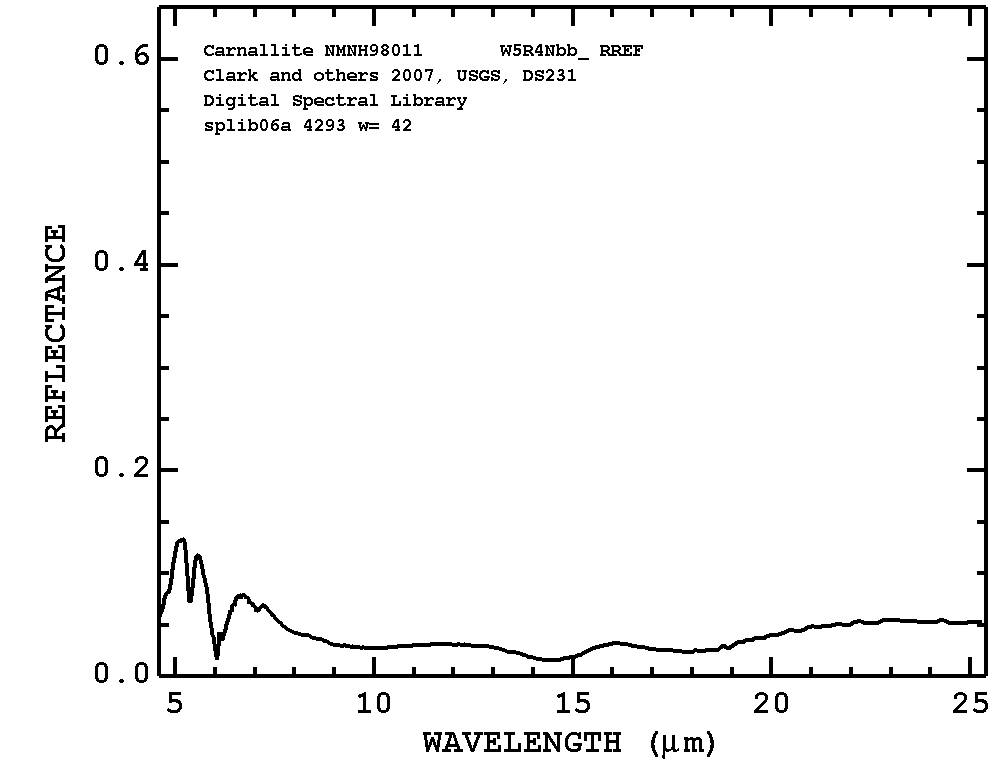 0.6
Carnallite NMNH98011 W5R4Nbb_ RREF
Clark and others 2007, USGS, DS231
Digital Spectral Library
splib06a 4293 w= 42
0.4
REFLECTANCE
0.2
0.0
5 10 15 20 25
WAVELENGTH (μm)